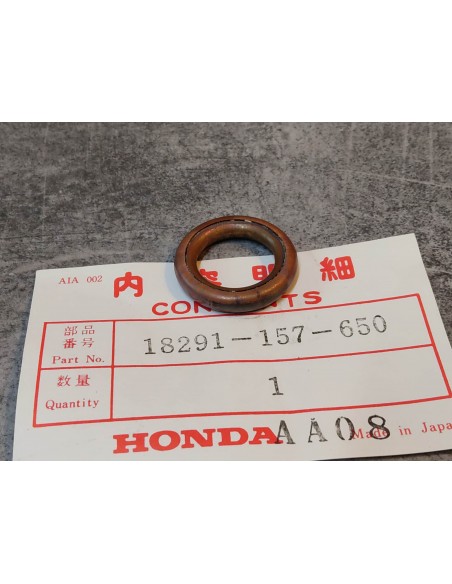 AIA 002
内容明細
CONTENTS
部品
番号
Part No.
18291-157-650
数量
Quantity
1
HONDA AA08 Made in Japan